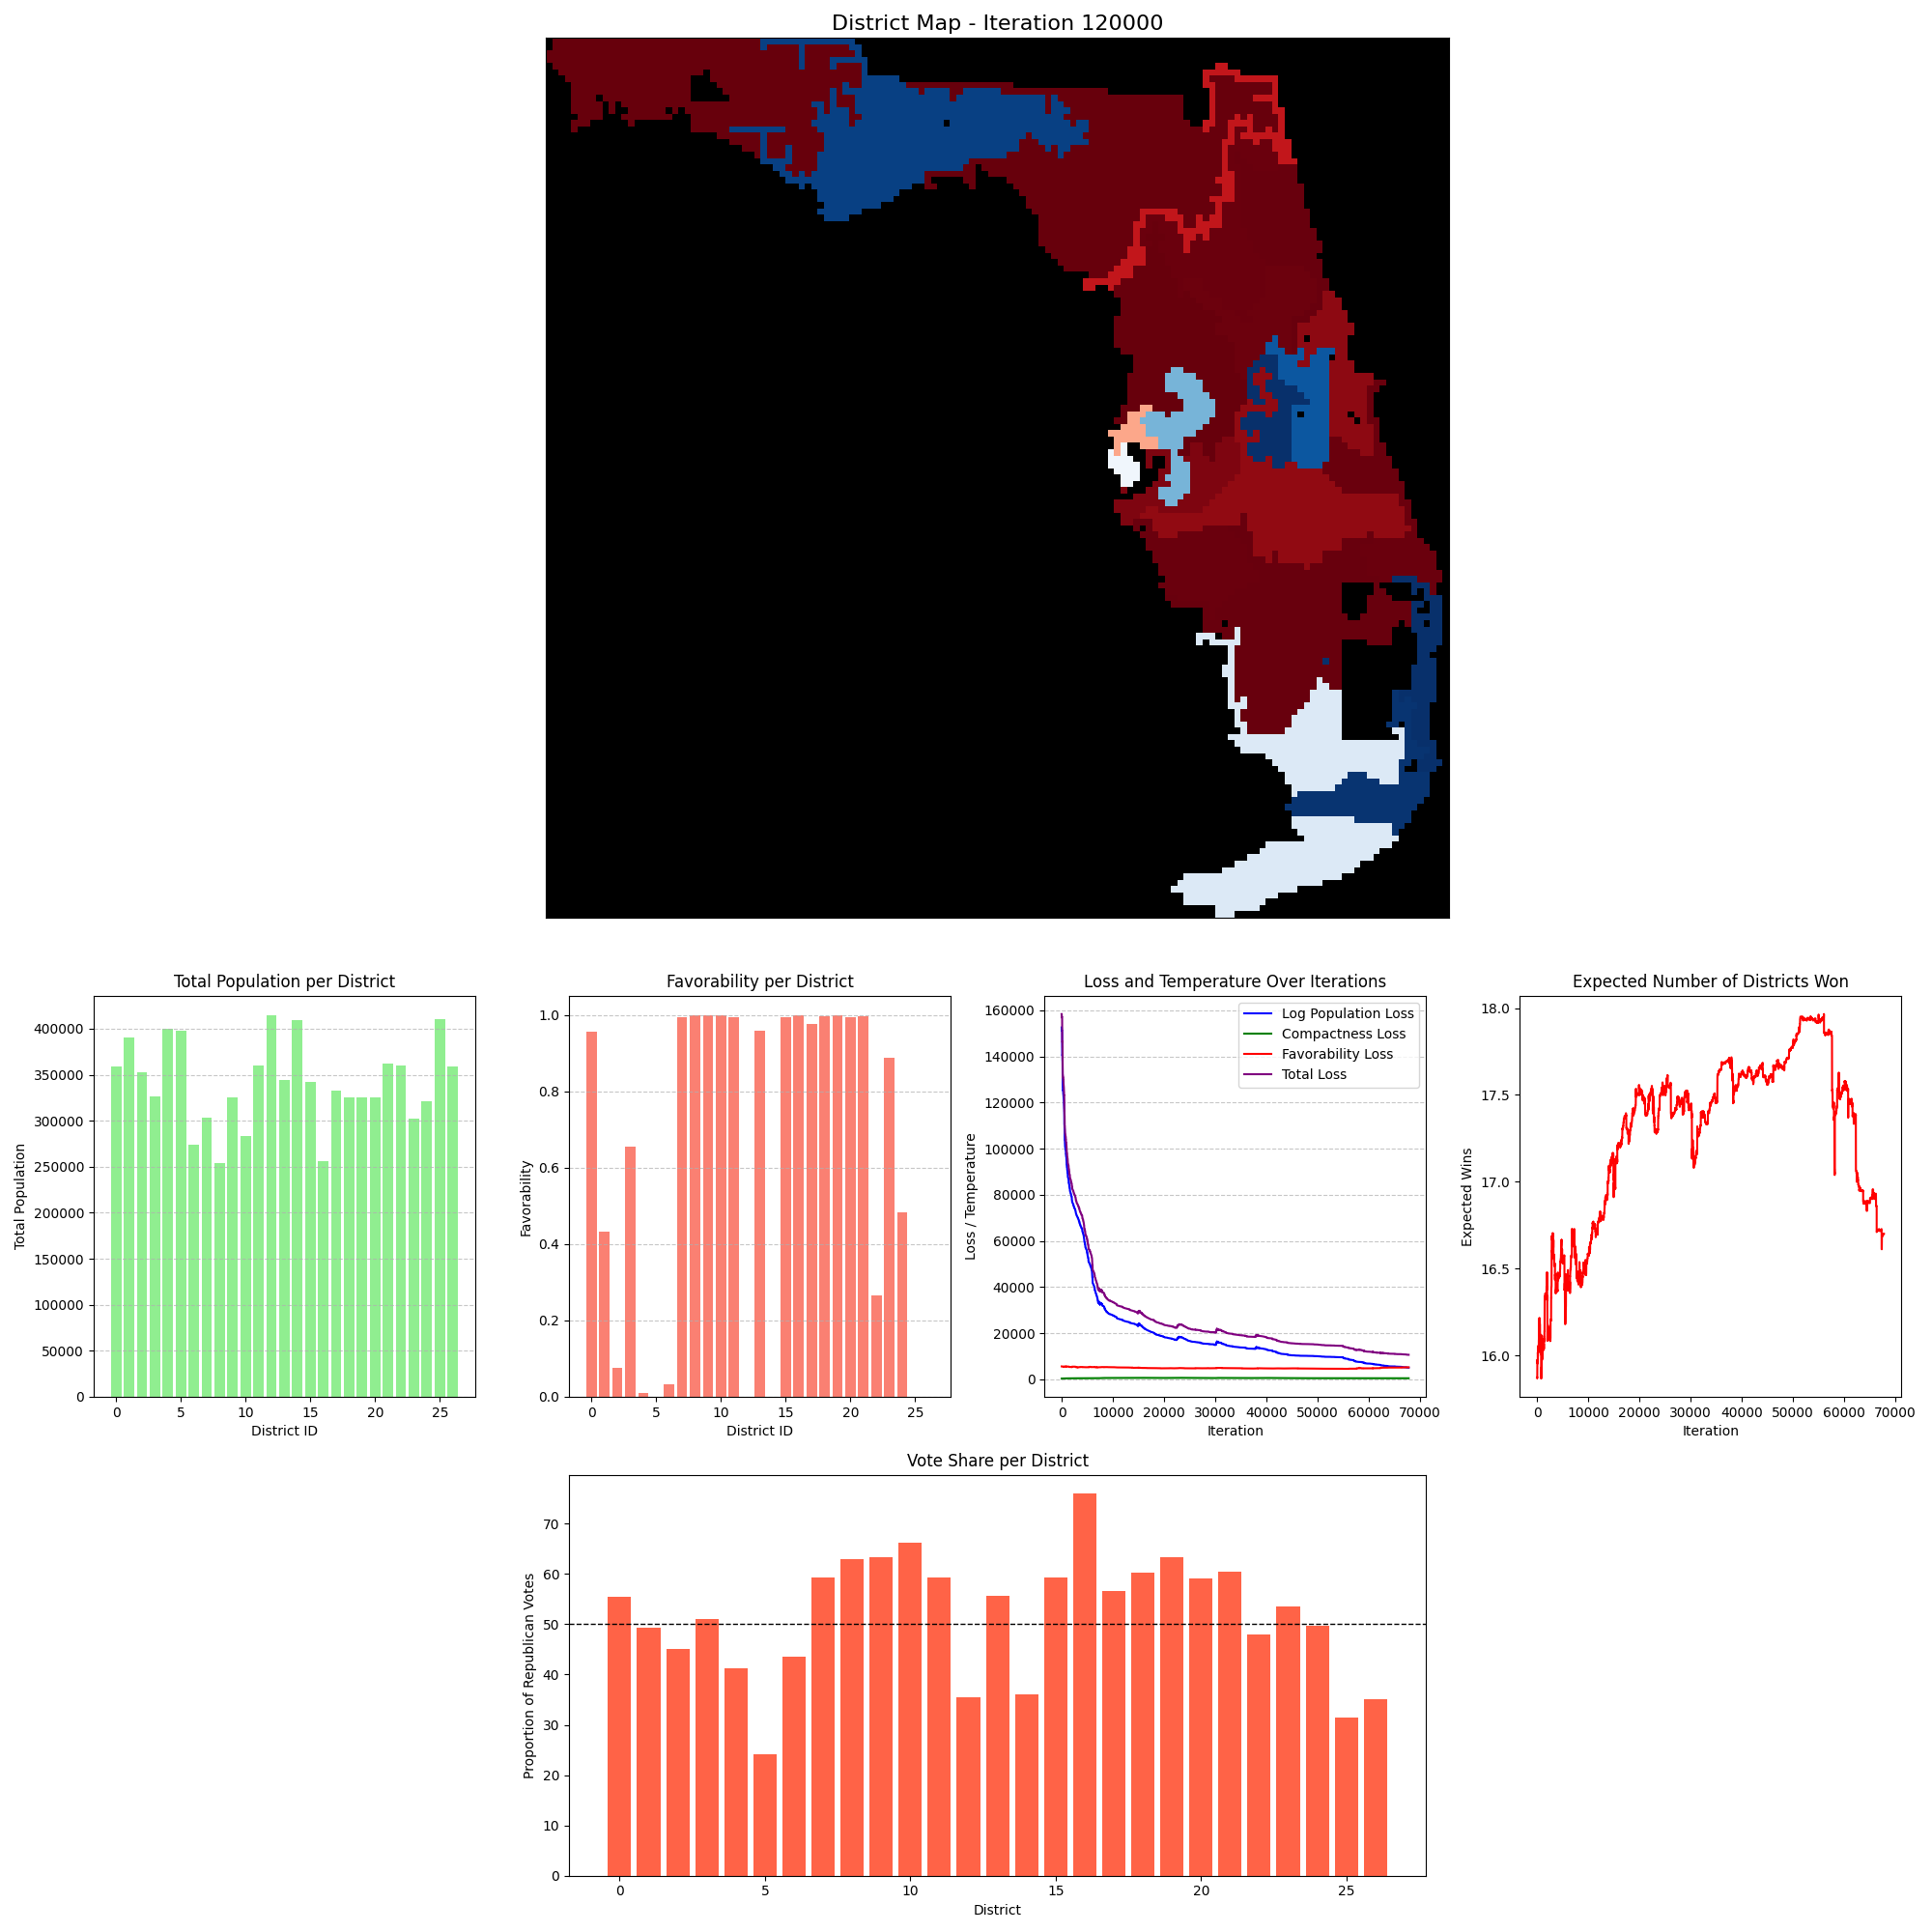 District Map - Iteration 120000
Total Population per District
Total Population
400000
350000
300000
250000
200000
150000
100000
50000
0
0 5 10 15 20 25
District ID
Favorability per District
Favorability
1.0
0.8
0.6
0.4
0.2
0.0
0 5 10 15 20 25
District ID
Loss and Temperature Over Iterations
Loss / Temperature
160000
140000
120000
100000
80000
60000
40000
20000
0
Log Population Loss
Compactness Loss
Favorability Loss
Total Loss
0 10000 20000 30000 40000 50000 60000 70000
Iteration
Expected Number of Districts Won
Expected Wins
18.0
17.5
17.0
16.5
16.0
0 10000 20000 30000 40000 50000 60000 70000
Iteration
Vote Share per District
Proportion of Republican Votes
70
60
50
40
30
20
10
0
0 5 10 15 20 25
District